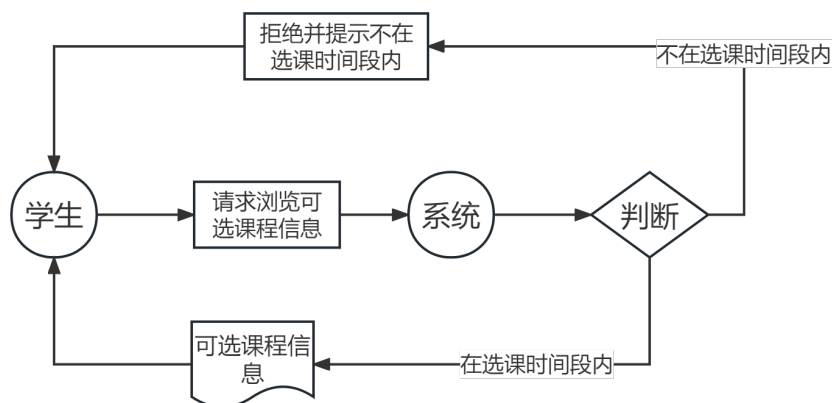 拒绝并提示不在
选课时间段内
不在选课时间段内
学生
请求浏览可
选课程信息
系统
判断
可选课程信
息
在选课时间段内